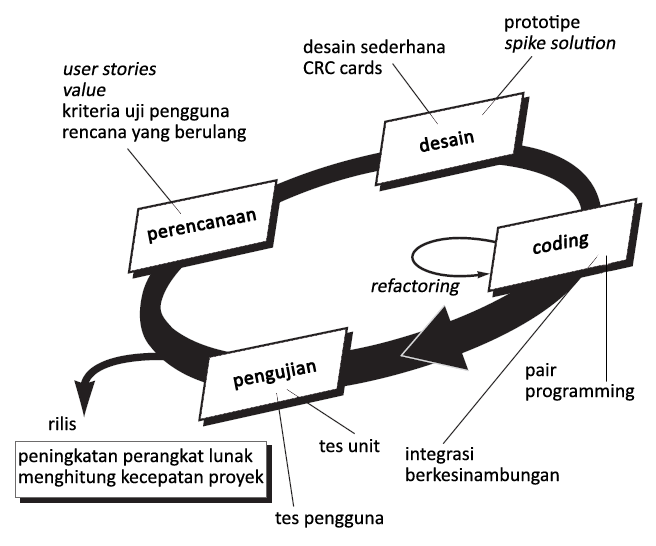 prototipe
spike solution
desain sederhana
CRC cards
user stories
value
kriteria uji pengguna
rencana yang berulang
desain
perencanaan
coding
refactoring
pengujian
pair
programming
rilis
tes unit
integrasi
berkesinambungan
peningkatan perangkat lunak
menghitung kecepatan proyek
tes pengguna